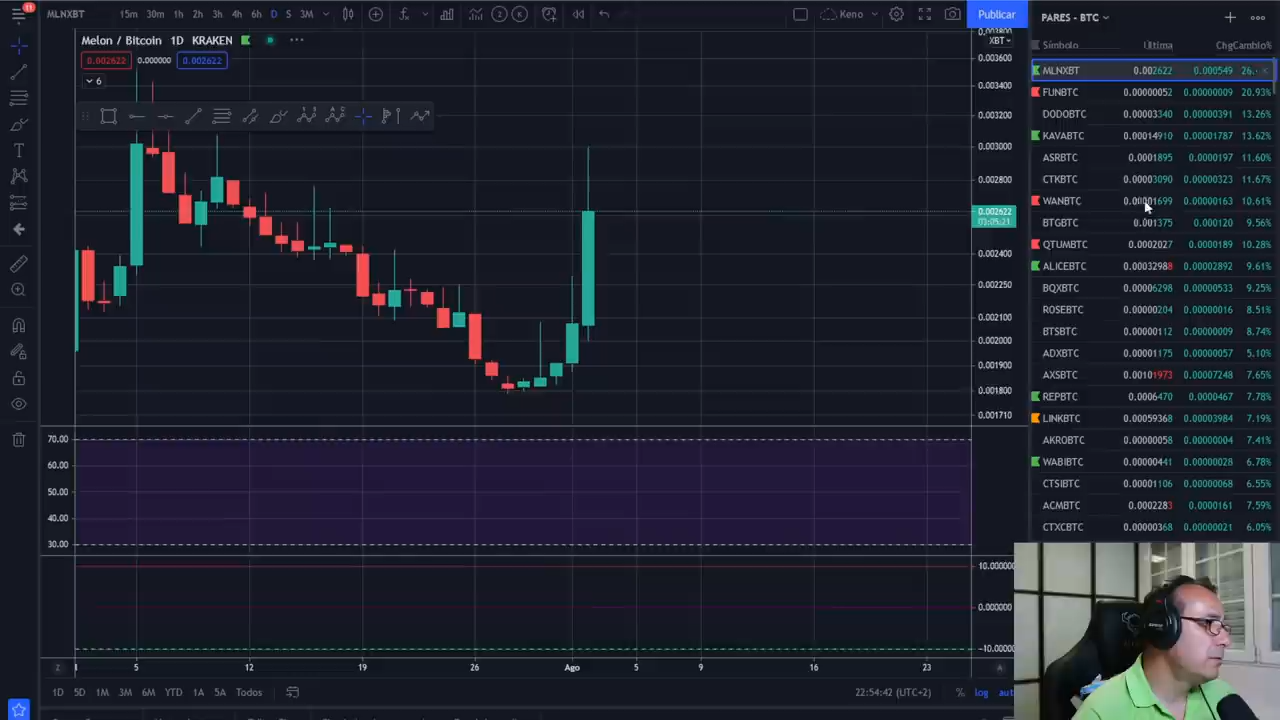 11
MLNXBT 15m 30m 1h 2h 3h 4h 6h D S 3M Keno Publicar
PARES - BTC
Melon / Bitcoin 1D KRAKEN
0.002622 0.000000 0.002622
6
XBT
0.003600
0.003400
0.003200
0.003000
0.002800
0.002622
0.002400
0.002250
0.002100
0.002000
0.001900
0.001800
0.001710
70.00
60.00
50.00
40.00
30.00
0.000000
5 12 19 26 Ago 5 9 16 23
Z A
1D 5D 1M 3M 6M YTD 1A 5A Todos 22:54:42 (UTC+2) % log
Símbolo Última Chg Cambio%
MLNXBT 0.002622 0.000549
FUNBTC 0.00000052 0.00000009 20.93%
DODOBTC 0.00003340 0.00000391 13.26%
KAVABTC 0.00014910 0.00001787 13.62%
ASRBTC 0.0001895 0.0000197 11.60%
CTKBTC 0.00003090 0.00000323 11.67%
WANBTC 0.00001699 0.00000163 10.61%
BTGBTC 0.001375 0.000120 9.56%
QTUMBTC 0.0002027 0.0000189 10.28%
ALICEBTC 0.00032988 0.00002892 9.61%
BQXBTC 0.00006298 0.00000533 9.25%
ROSEBTC 0.00000204 0.00000016 8.51%
BTSBTC 0.00000112 0.00000009 8.74%
ADXBTC 0.00001175 0.00000057 5.10%
AXSBTC 0.00101973 0.00007248 7.65%
REPBTC 0.0006470 0.0000467 7.78%
LINKBTC 0.00059368 0.00003984 7.19%
AKROBTC 0.00000058 0.00000004 7.41%
WABIBTC 0.00000441 0.00000028 6.78%
CTSIBTC 0.00001106 0.00000068 6.55%
ACMBTC 0.0002283 0.0000161 7.59%
CTXCBTC 0.00000368 0.00000021 6.05%